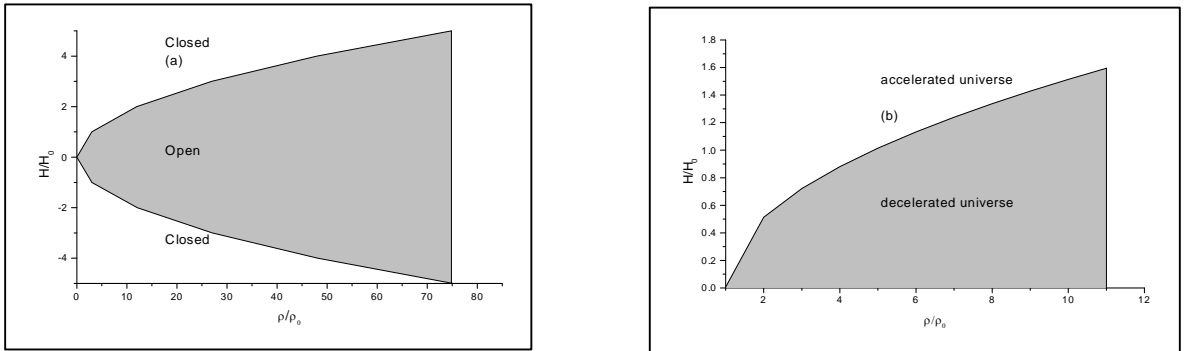 Closed
(a)
Open
Closed
H/H₀
4
2
0
-2
-4
0 10 20 30 40 50 60 70 80
ρ/ρ₀
accelerated universe
(b)
decelerated universe
H/H₀
1.8
1.6
1.4
1.2
1.0
0.8
0.6
0.4
0.2
0.0
2 4 6 8 10 12
ρ/ρ₀